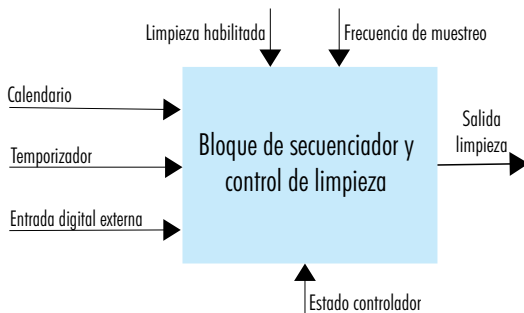 Limpieza habilitada
Frecuencia de muestreo
Calendario
Temporizador
Entrada digital externa
Bloque de secuenciador y
control de limpieza
Salida
limpieza
Estado controlador